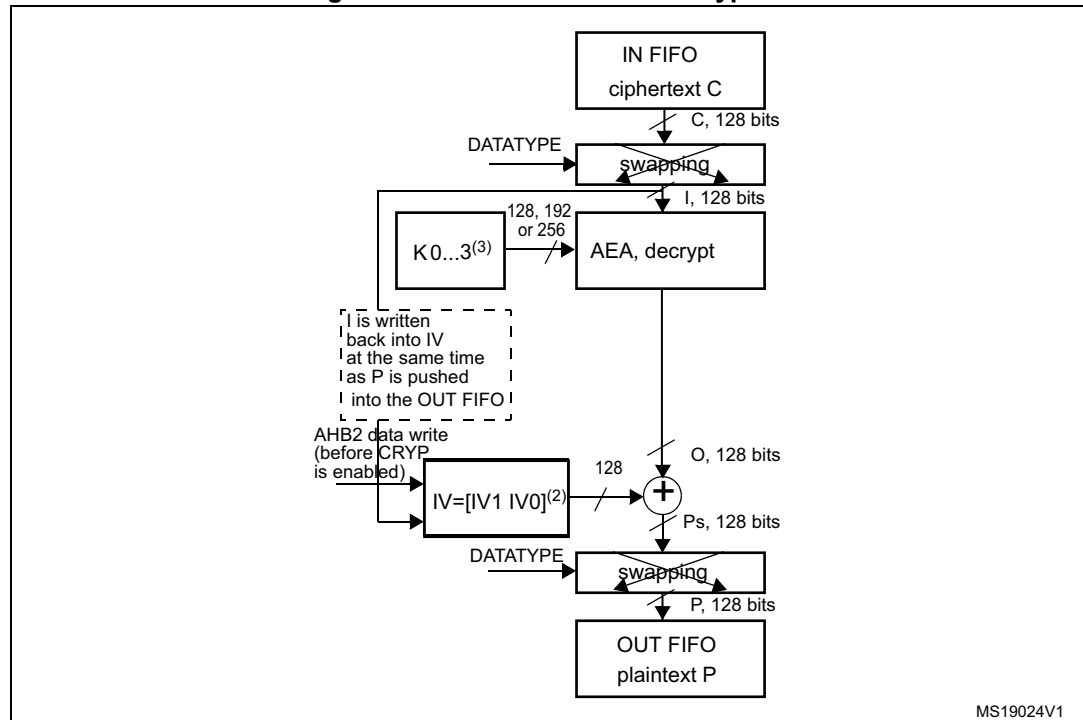 IN FIFO
ciphertext C
C, 128 bits
DATATYPE
swapping
I, 128 bits
128, 192
or 256
K 0...3(3)
AEA, decrypt
I is written
back into IV
at the same time
as P is pushed
into the OUT FIFO
AHB2 data write
(before CRYP
is enabled)
IV=[IV1 IV0](2)
128
O, 128 bits
+
Ps, 128 bits
DATATYPE
swapping
P, 128 bits
OUT FIFO
plaintext P
MS19024V1